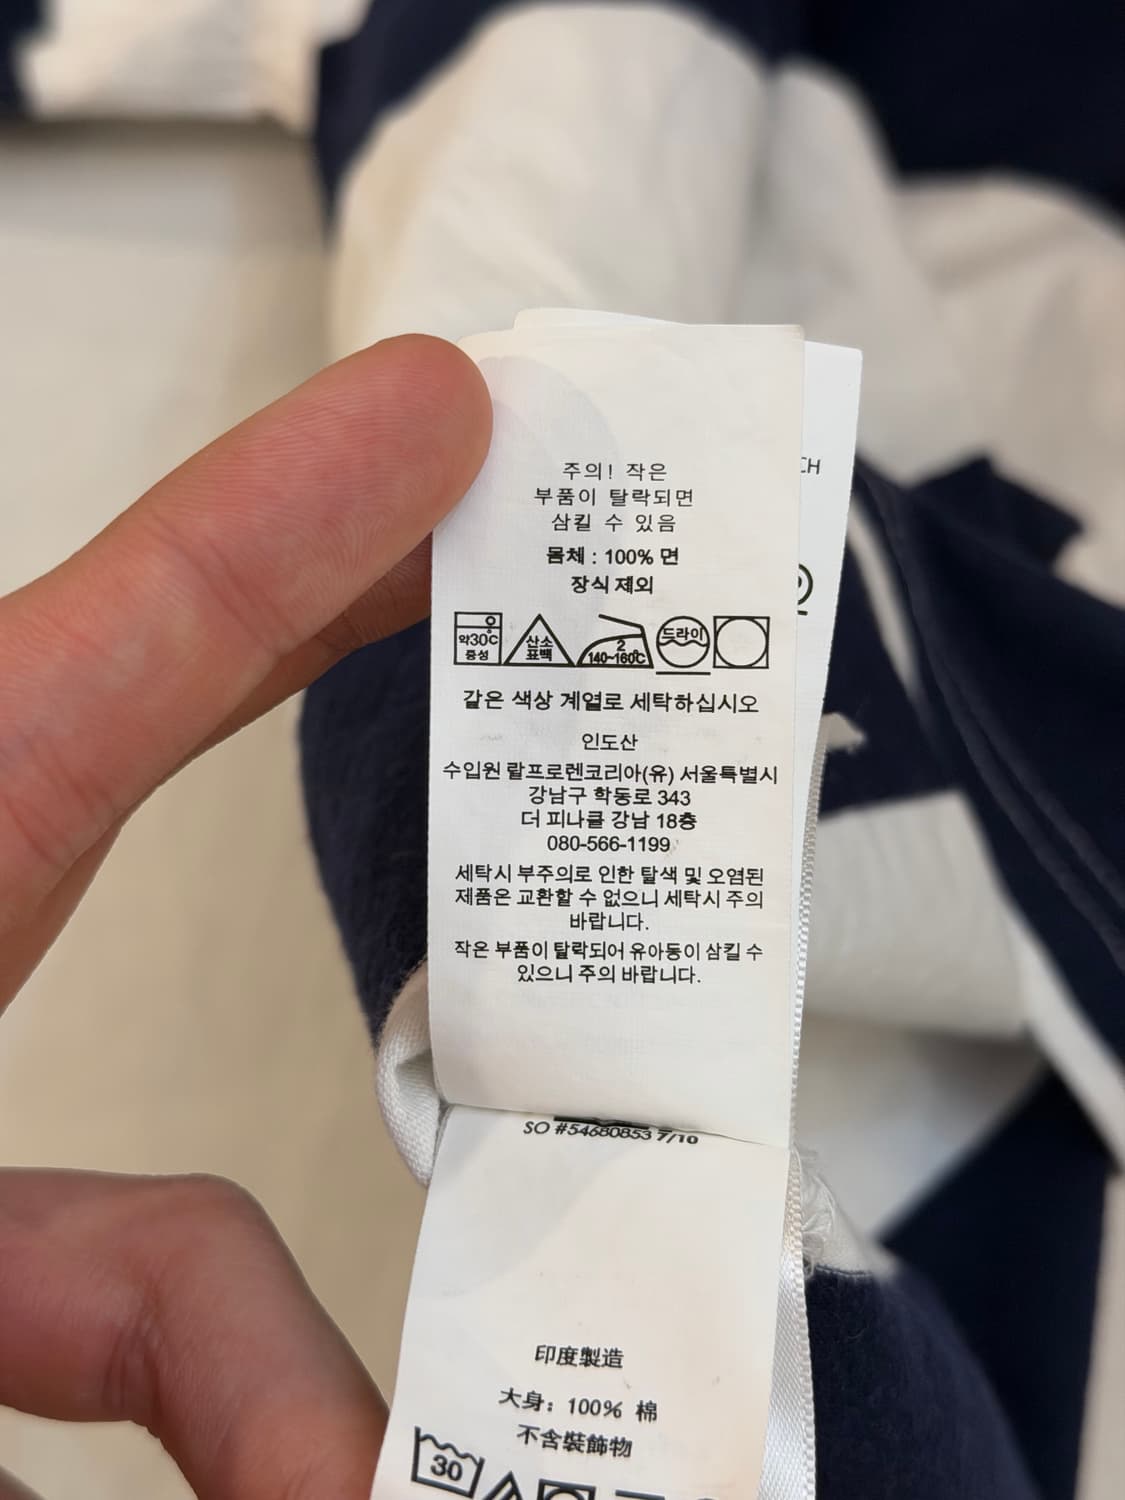 주의! 작은
부품이 탈락되면
삼킬 수 있음
몸체 : 100% 면
장식 제외
약30℃
중성
산소
표백
2
140~160℃
드라이
같은 색상 계열로 세탁하십시오
인도산
수입원 랄프로렌코리아(유) 서울특별시
강남구 학동로 343
더 피나클 강남 18층
080-566-1199
세탁시 부주의로 인한 탈색 및 오염된
제품은 교환할 수 없으니 세탁시 주의
바랍니다.
작은 부품이 탈락되어 유아동이 삼킬 수
있으니 주의 바랍니다.
CH
SO #54680853 7/10
印度製造
大身：100% 棉
不含裝飾物
30